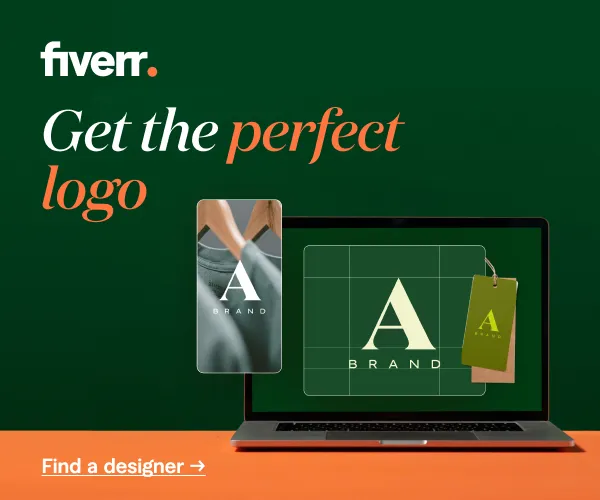 fiverr.
Get the perfect
logo
A
BRAND
A
BRAND
A
BRAND
Find a designer →